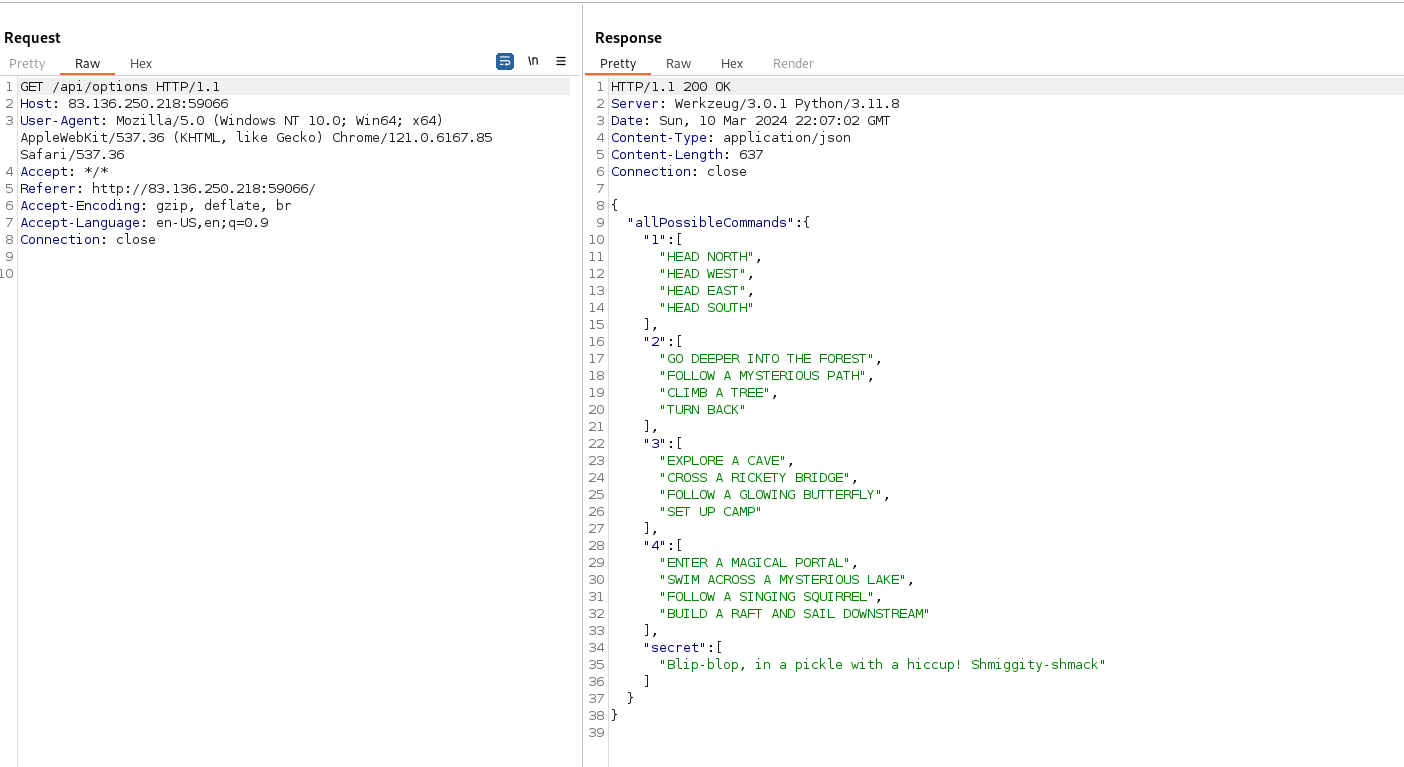 Request
Pretty Raw Hex \n
1 GET /api/options HTTP/1.1
2 Host: 83.136.250.218:59066
3 User-Agent: Mozilla/5.0 (Windows NT 10.0; Win64; x64)
AppleWebKit/537.36 (KHTML, like Gecko) Chrome/121.0.6167.85
Safari/537.36
4 Accept: */*
5 Referer: http://83.136.250.218:59066/
6 Accept-Encoding: gzip, deflate, br
7 Accept-Language: en-US,en;q=0.9
8 Connection: close
9
10
Response
Pretty Raw Hex Render
1 HTTP/1.1 200 OK
2 Server: Werkzeug/3.0.1 Python/3.11.8
3 Date: Sun, 10 Mar 2024 22:07:02 GMT
4 Content-Type: application/json
5 Content-Length: 637
6 Connection: close
7
8 {
9 "allPossibleCommands":{
10 "1":[
11 "HEAD NORTH",
12 "HEAD WEST",
13 "HEAD EAST",
14 "HEAD SOUTH"
15 ],
16 "2":[
17 "GO DEEPER INTO THE FOREST",
18 "FOLLOW A MYSTERIOUS PATH",
19 "CLIMB A TREE",
20 "TURN BACK"
21 ],
22 "3":[
23 "EXPLORE A CAVE",
24 "CROSS A RICKETY BRIDGE",
25 "FOLLOW A GLOWING BUTTERFLY",
26 "SET UP CAMP"
27 ],
28 "4":[
29 "ENTER A MAGICAL PORTAL",
30 "SWIM ACROSS A MYSTERIOUS LAKE",
31 "FOLLOW A SINGING SQUIRREL",
32 "BUILD A RAFT AND SAIL DOWNSTREAM"
33 ],
34 "secret":[
35 "Blip-blop, in a pickle with a hiccup! Shmiggity-shmack"
36 ]
37 }
38 }
39